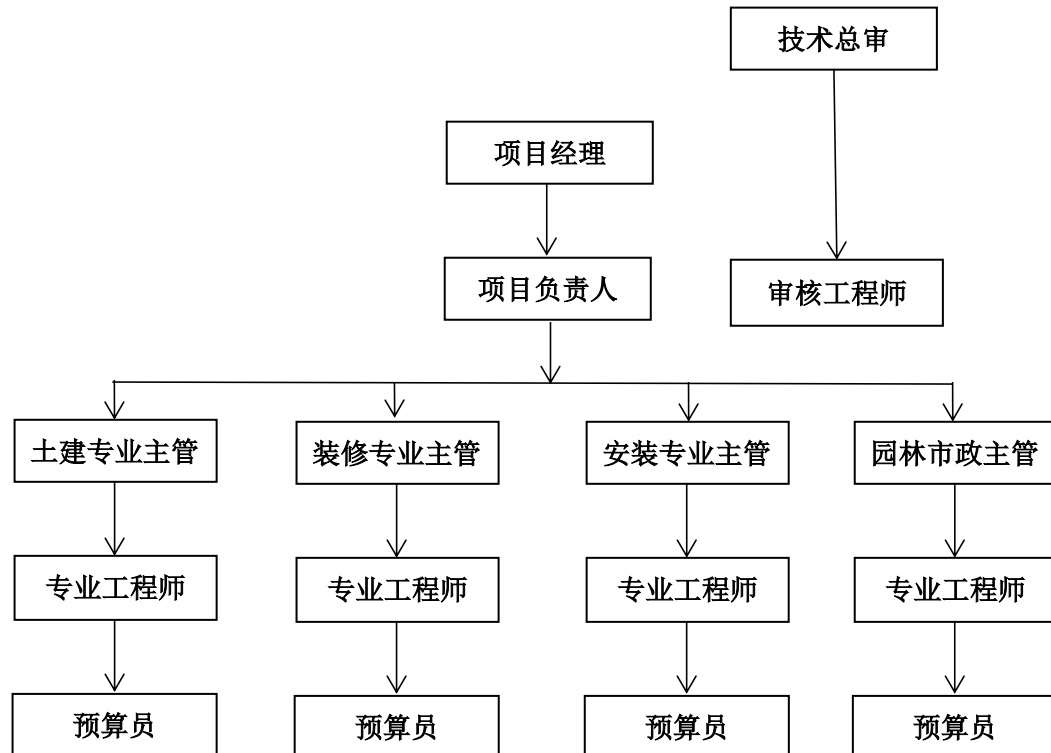 技术总审
项目经理
项目负责人
审核工程师
土建专业主管
装修专业主管
安装专业主管
园林市政主管
专业工程师
专业工程师
专业工程师
专业工程师
预算员
预算员
预算员
预算员